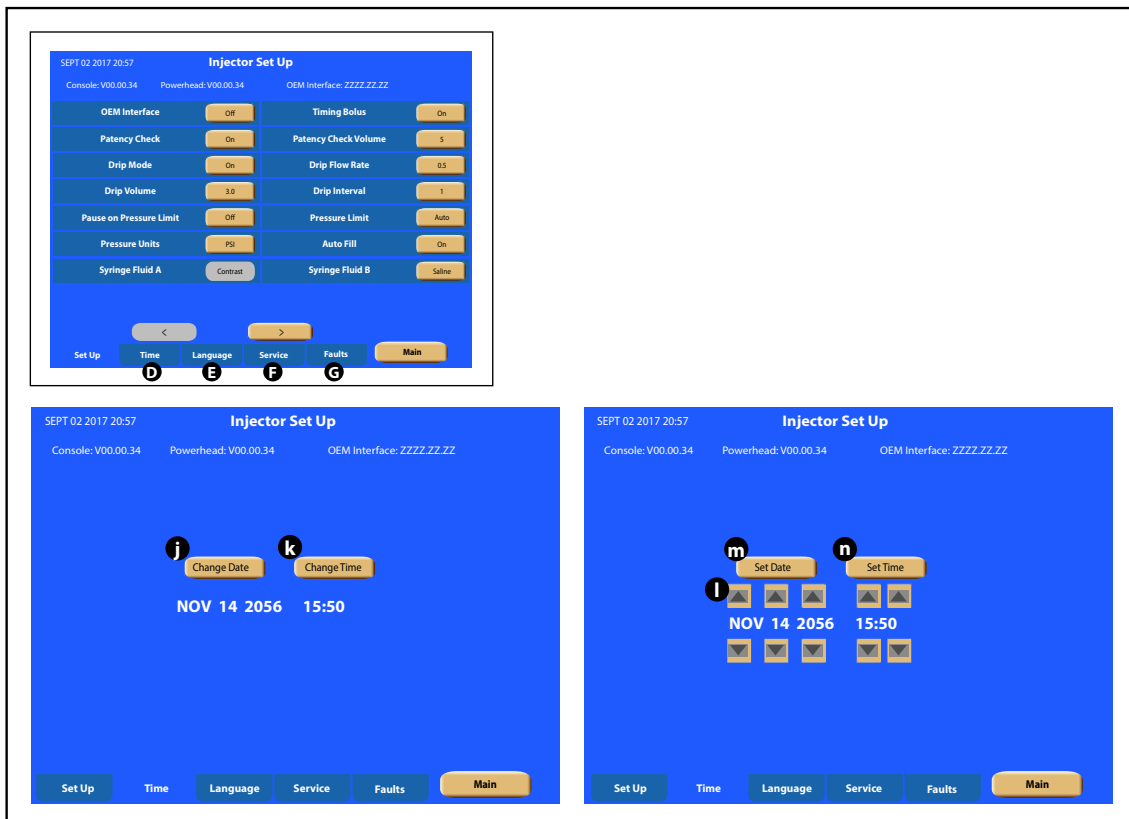 SEPT 02 2017 20:57 Injector Set Up
Console: V00.00.34 Powerhead: V00.00.34 OEM Interface: ZZZZ.ZZ.ZZ
OEM Interface Off Timing Bolus On
Patency Check On Patency Check Volume 5
Drip Mode On Drip Flow Rate 0.5
Drip Volume 3.0 Drip Interval 1
Pause on Pressure Limit Off Pressure Limit Auto
Pressure Units PSI Auto Fill On
Syringe Fluid A Contrast Syringe Fluid B Saline
< >
Set Up Time Language Service Faults Main
D E F G
SEPT 02 2017 20:57 Injector Set Up
Console: V00.00.34 Powerhead: V00.00.34 OEM Interface: ZZZZ.ZZ.ZZ
j k
Change Date Change Time
NOV 14 2056 15:50
Set Up Time Language Service Faults Main
SEPT 02 2017 20:57 Injector Set Up
Console: V00.00.34 Powerhead: V00.00.34 OEM Interface: ZZZZ.ZZ.ZZ
m n
Set Date Set Time
l
NOV 14 2056 15:50
Set Up Time Language Service Faults Main